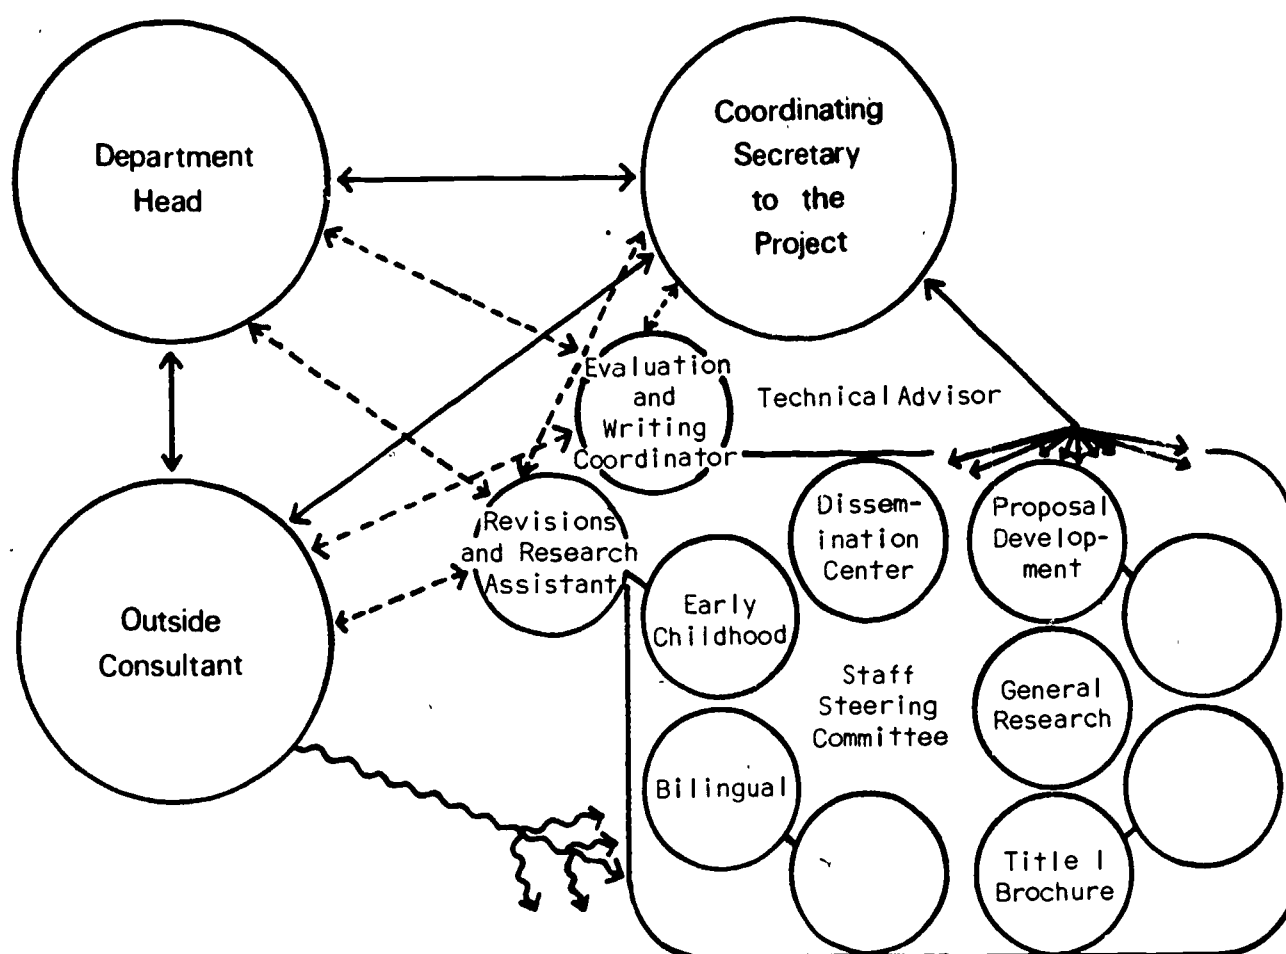 Department
Head
Coordinating
Secretary
to the
Project
Evaluation
and
Writing
Coordinator
Technical Advisor
Revisions
and Research
Assistant
Outside
Consultant
Dissem-
ination
Center
Proposal
Develop-
ment
Early
Childhood
Staff
Steering
Committee
General
Research
Bilingual
Title I
Brochure